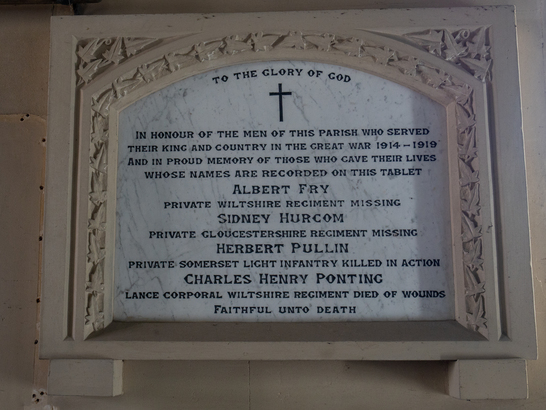 TO THE GLORY OF GOD
IN HONOUR OF THE MEN OF THIS PARISH WHO SERVED
THEIR KING AND COUNTRY IN THE GREAT WAR 1914-1919
AND IN PROUD MEMORY OF THOSE WHO GAVE THEIR LIVES
WHOSE NAMES ARE RECORDED ON THIS TABLET
ALBERT FRY
PRIVATE WILTSHIRE REGIMENT MISSING
SIDNEY HURCOM
PRIVATE GLOUCESTERSHIRE REGIMENT MISSING
HERBERT PULLIN
PRIVATE SOMERSET LIGHT INFANTRY KILLED IN ACTION
CHARLES HENRY PONTING
LANCE CORPORAL WILTSHIRE REGIMENT DIED OF WOUNDS
FAITHFUL UNTO DEATH